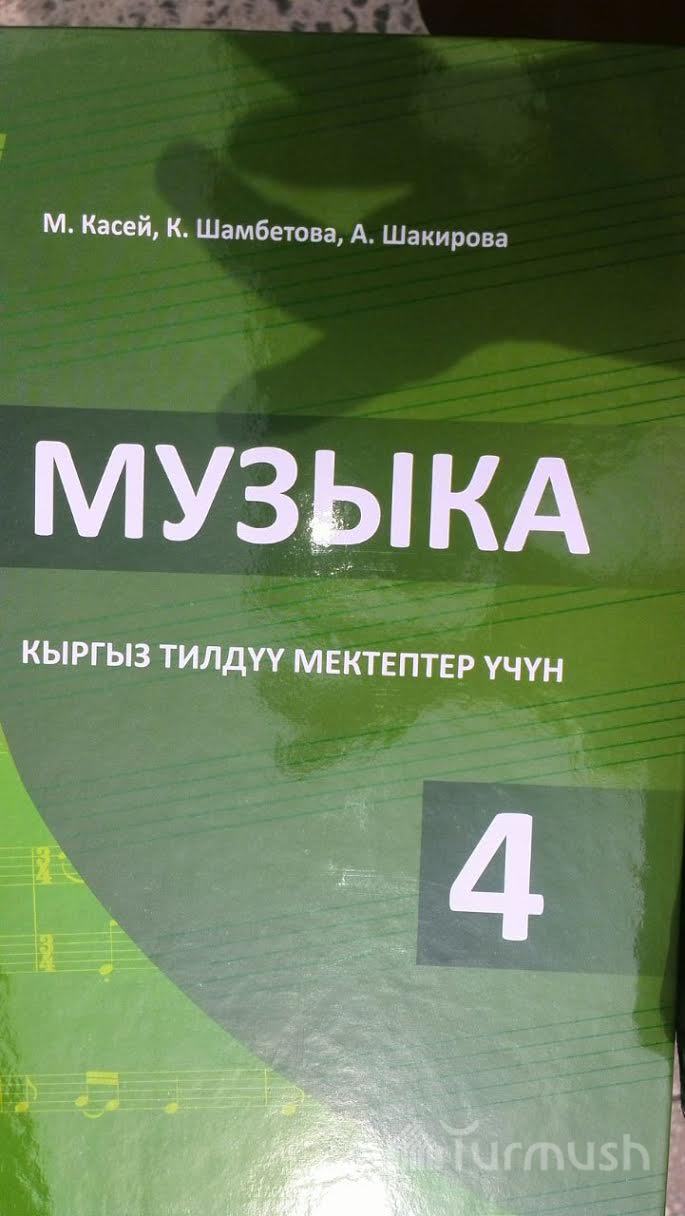 М. Касей, К. Шамбетова, А. Шакирова
МУЗЫКА
КЫРГЫЗ ТИЛДҮҮ МЕКТЕПТЕР ҮЧҮН
4
Turmush